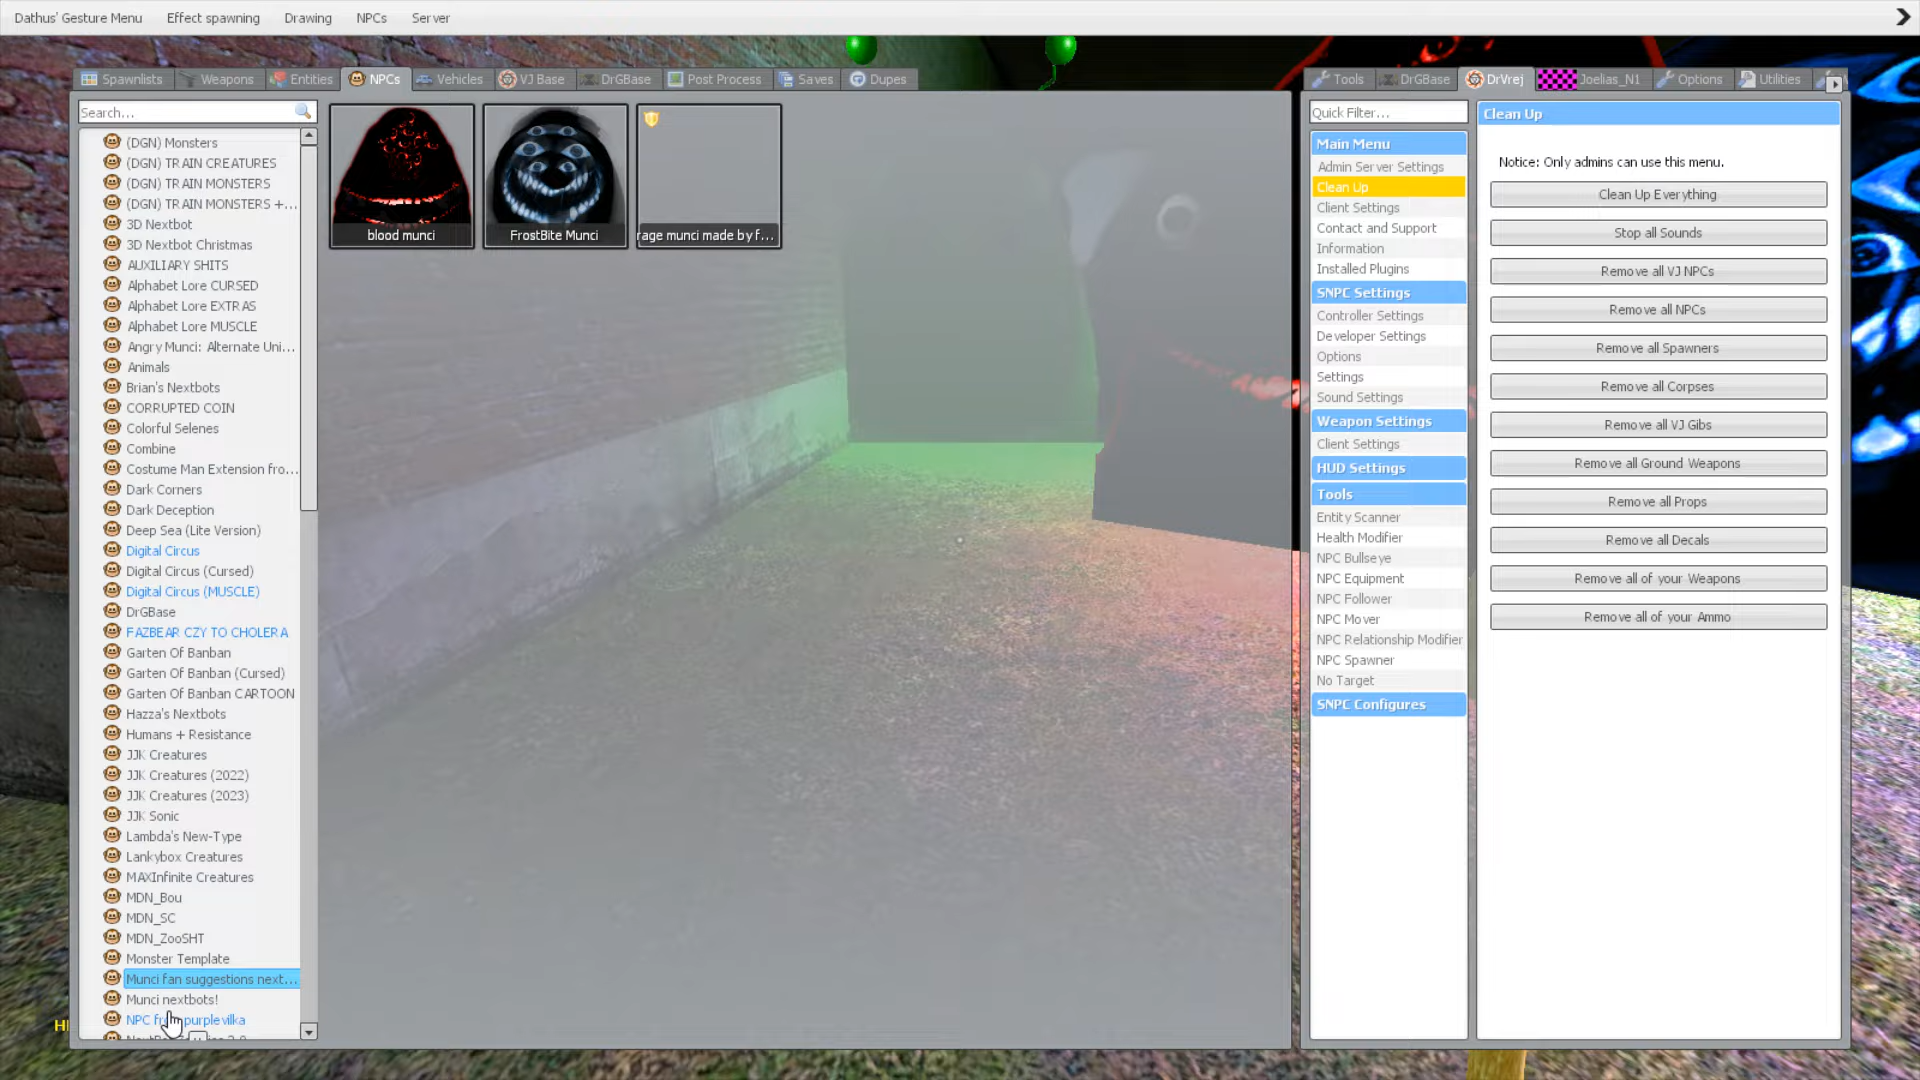 Dathus' Gesture Menu
Effect spawning
Drawing
NPCs
Server
Spawnlists
Weapons
Entities
NPCs
Vehicles
VJ Base
DrGBase
Post Process
Saves
Dupes
Search...
(DGN) Monsters
(DGN) TRAIN CREATURES
(DGN) TRAIN MONSTERS
(DGN) TRAIN MONSTERS +...
3D Nextbot
3D Nextbot Christmas
AUXILIARY SHITS
Alphabet Lore CURSED
Alphabet Lore EXTRAS
Alphabet Lore MUSCLE
Angry Munci: Alternate Uni...
Animals
Brian's Nextbots
CORRUPTED COIN
Colorful Selenes
Combine
Costume Man Extension fro...
Dark Corners
Dark Deception
Deep Sea (Lite Version)
Digital Circus
Digital Circus (Cursed)
Digital Circus (MUSCLE)
DrGBase
FAZBEAR CZY TO CHOLERA
Garten Of Banban
Garten Of Banban (Cursed)
Garten Of Banban CARTOON
Hazza's Nextbots
Humans + Resistance
JJK Creatures
JJK Creatures (2022)
JJK Creatures (2023)
JJK Sonic
Lambda's New-Type
Lankybox Creatures
MAXInfinite Creatures
MDN_Bou
MDN_SC
MDN_ZooSHT
Monster Template
Munci fan suggestions next...
Munci nextbots!
NPC purplevilka
blood munci
FrostBite Munci
rage munci made by f...
Tools
DrGBase
DrVrej
Joelias_N1
Options
Utilities
Quick Filter...
Main Menu
Admin Server Settings
Clean Up
Client Settings
Contact and Support
Information
Installed Plugins
SNPC Settings
Controller Settings
Developer Settings
Options
Settings
Sound Settings
Weapon Settings
Client Settings
HUD Settings
Tools
Entity Scanner
Health Modifier
NPC Bullseye
NPC Equipment
NPC Follower
NPC Mover
NPC Relationship Modifier
NPC Spawner
No Target
SNPC Configures
Clean Up
Notice: Only admins can use this menu.
Clean Up Everything
Stop all Sounds
Remove all VJ NPCs
Remove all NPCs
Remove all Spawners
Remove all Corpses
Remove all VJ Gibs
Remove all Ground Weapons
Remove all Props
Remove all Decals
Remove all of your Weapons
Remove all of your Ammo